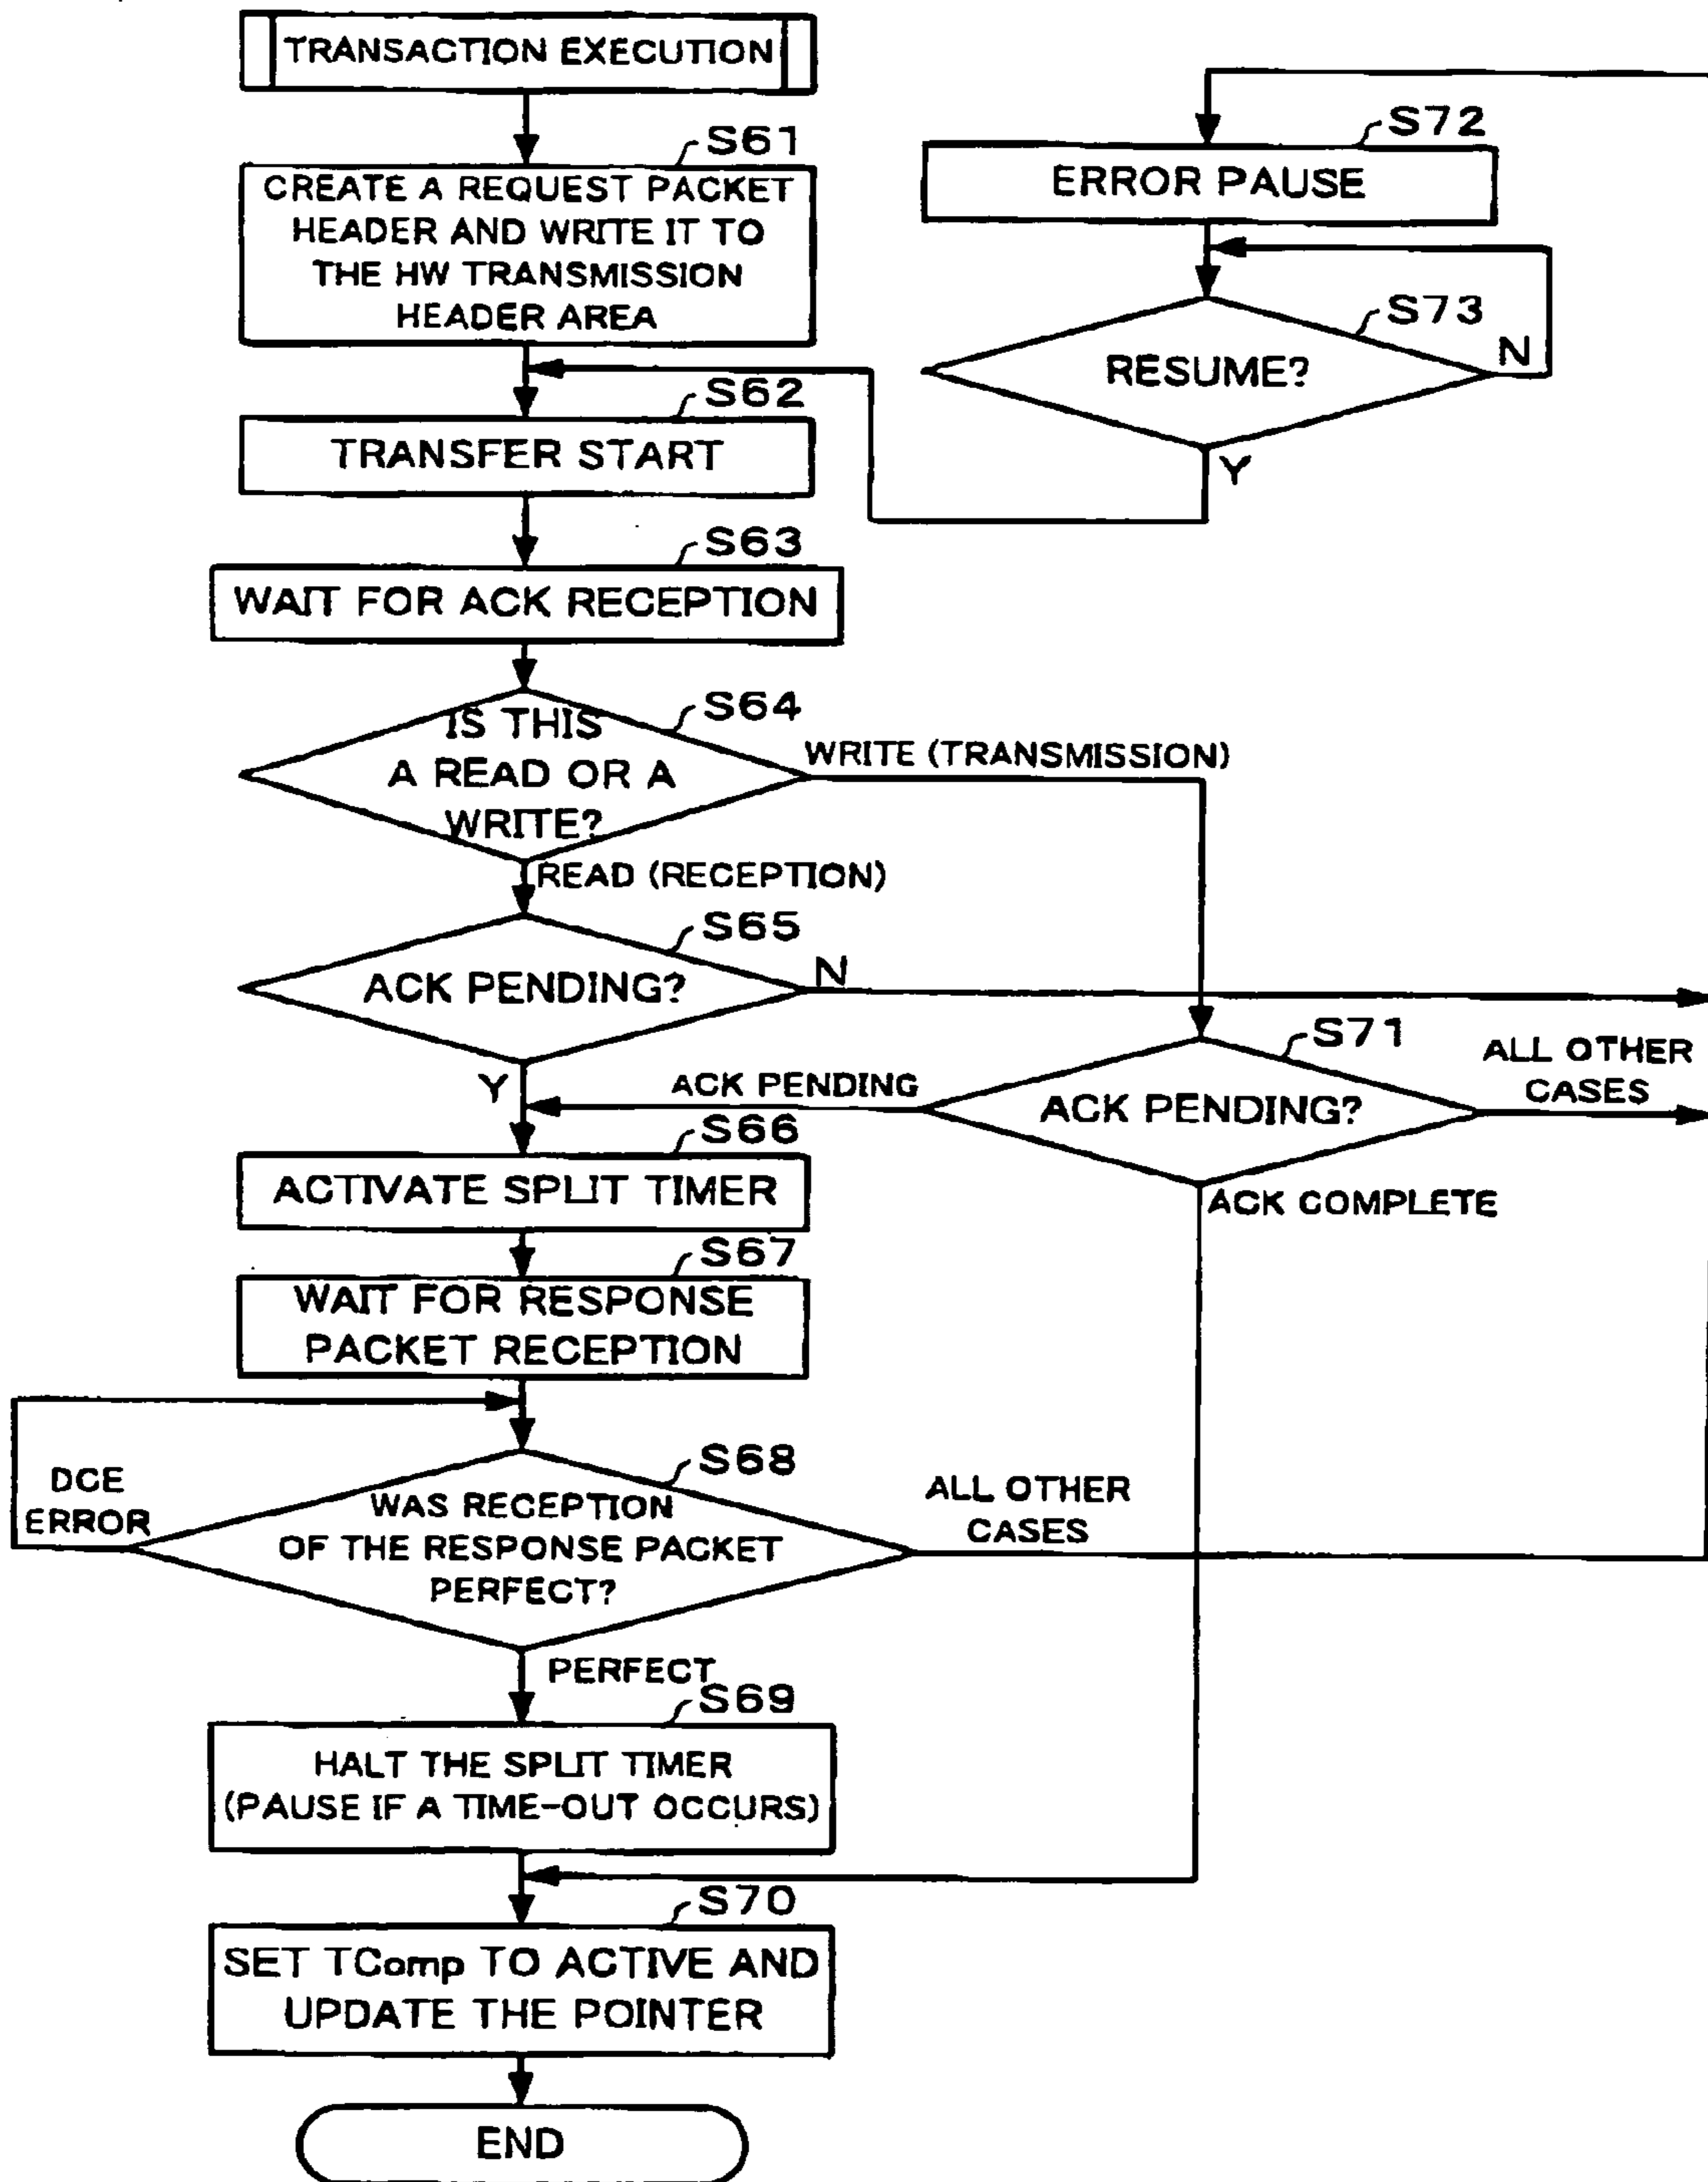 TRANSACTION EXECUTION
S61
CREATE A REQUEST PACKET
HEADER AND WRITE IT TO
THE HW TRANSMISSION
HEADER AREA
S62
TRANSFER START
S63
WAIT FOR ACK RECEPTION
S64
IS THIS
A READ OR A
WRITE?
WRITE (TRANSMISSION)
READ (RECEPTION)
S65
ACK PENDING?
N
Y
S66
ACTIVATE SPLIT TIMER
S67
WAIT FOR RESPONSE
PACKET RECEPTION
S68
DCE
ERROR
WAS RECEPTION
OF THE RESPONSE PACKET
PERFECT?
ALL OTHER
CASES
PERFECT
S69
HALT THE SPLIT TIMER
(PAUSE IF A TIME-OUT OCCURS)
S70
SET TComp TO ACTIVE AND
UPDATE THE POINTER
END
S72
ERROR PAUSE
S73
RESUME?
N
Y
S71
ACK PENDING?
ACK PENDING
ALL OTHER
CASES
ACK COMPLETE